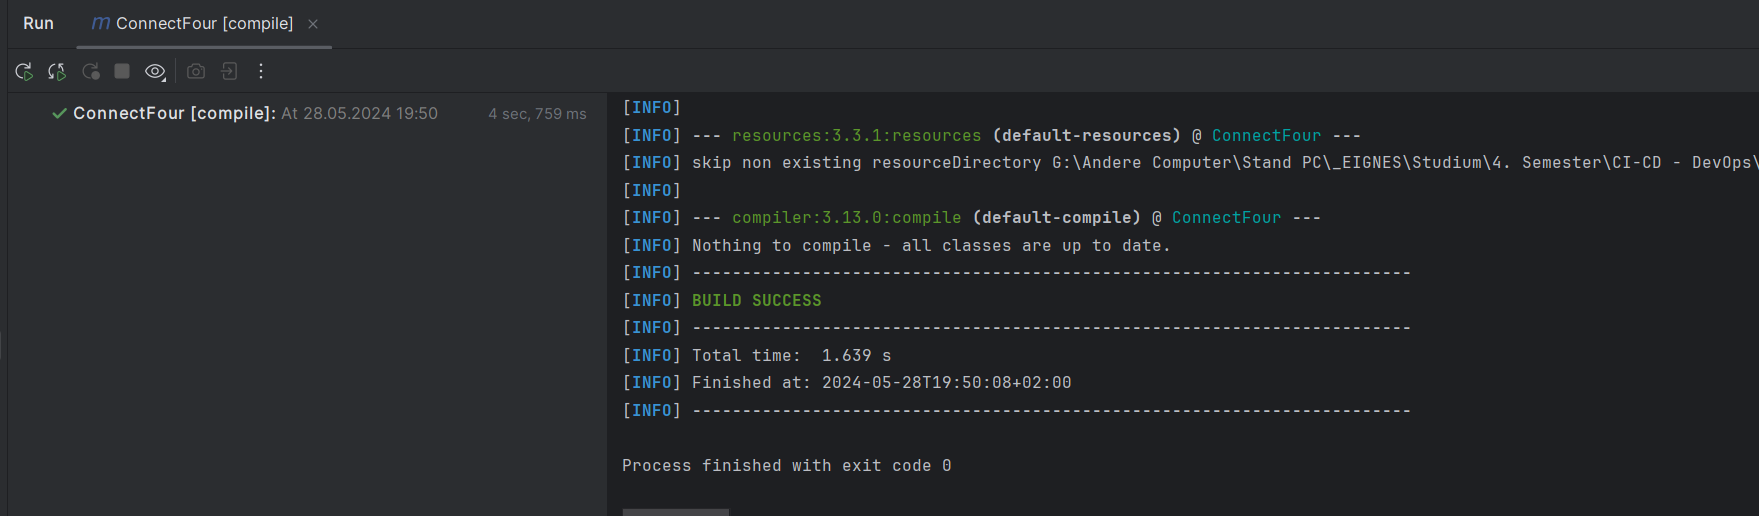 Run
m ConnectFour [compile] ×
ConnectFour [compile]: At 28.05.2024 19:50 4 sec, 759 ms
[INFO]
[INFO] --- resources:3.3.1:resources (default-resources) @ ConnectFour ---
[INFO] skip non existing resourceDirectory G:\Andere Computer\Stand PC\_EIGNES\Studium\4. Semester\CI-CD - DevOps\
[INFO]
[INFO] --- compiler:3.13.0:compile (default-compile) @ ConnectFour ---
[INFO] Nothing to compile - all classes are up to date.
[INFO] ------------------------------------------------------------------------
[INFO] BUILD SUCCESS
[INFO] ------------------------------------------------------------------------
[INFO] Total time:  1.639 s
[INFO] Finished at: 2024-05-28T19:50:08+02:00
[INFO] ------------------------------------------------------------------------
Process finished with exit code 0